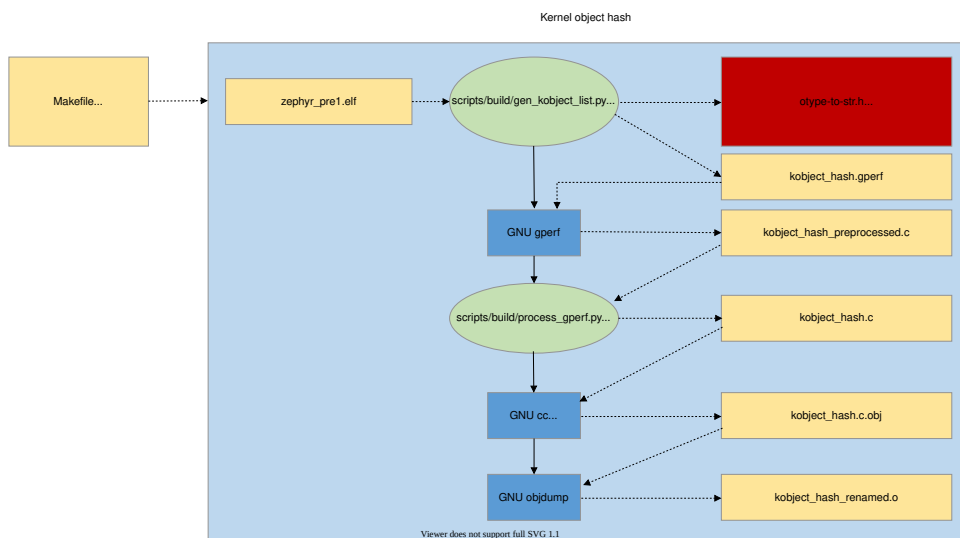 Kernel object hash
Makefile...
zephyr_pre1.elf
scripts/build/gen_kobject_list.py...
otype-to-str.h...
kobject_hash.gperf
GNU gperf
kobject_hash_preprocessed.c
scripts/build/process_gperf.py...
kobject_hash.c
GNU cc...
kobject_hash.c.obj
GNU objdump
kobject_hash_renamed.o
Viewer does not support full SVG 1.1